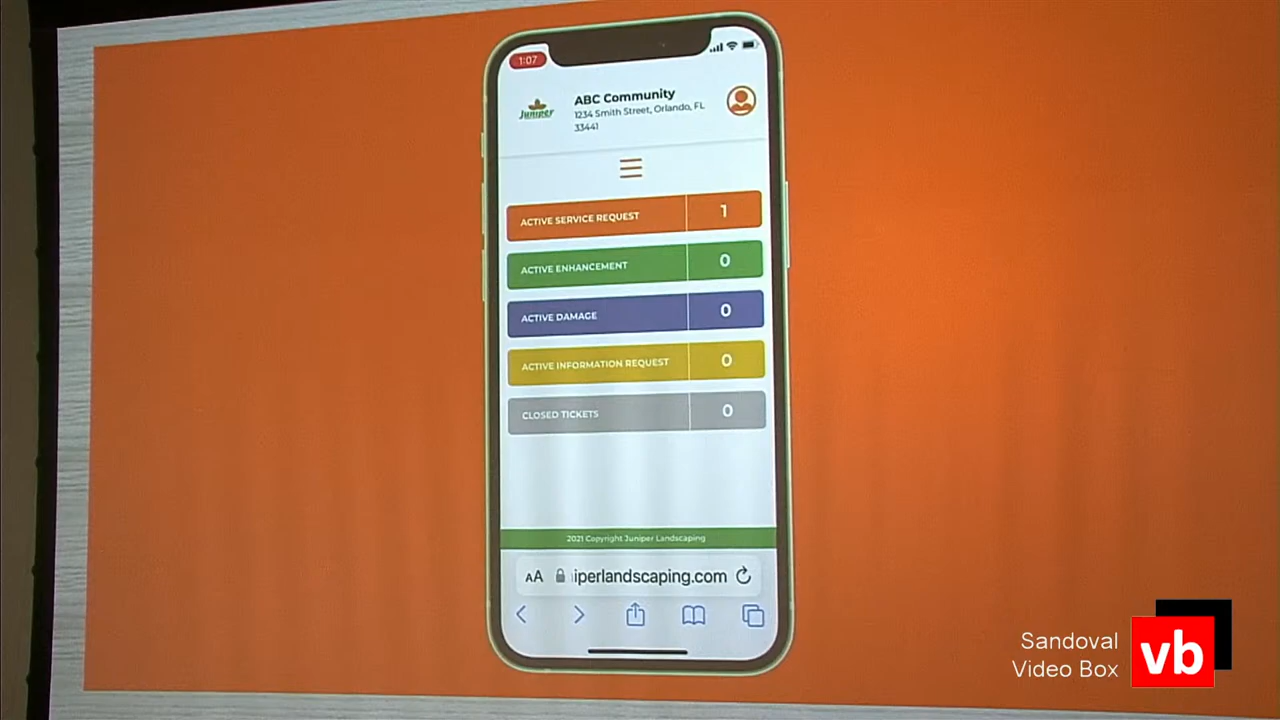 1:07
Juniper
ABC Community
1234 Smith Street, Orlando, FL
33441
ACTIVE SERVICE REQUEST 1
ACTIVE ENHANCEMENT 0
ACTIVE DAMAGE 0
ACTIVE INFORMATION REQUEST 0
CLOSED TICKETS 0
2021 Copyright Juniper Landscaping
AA iperlandscaping.com
Sandoval
Video Box
vb